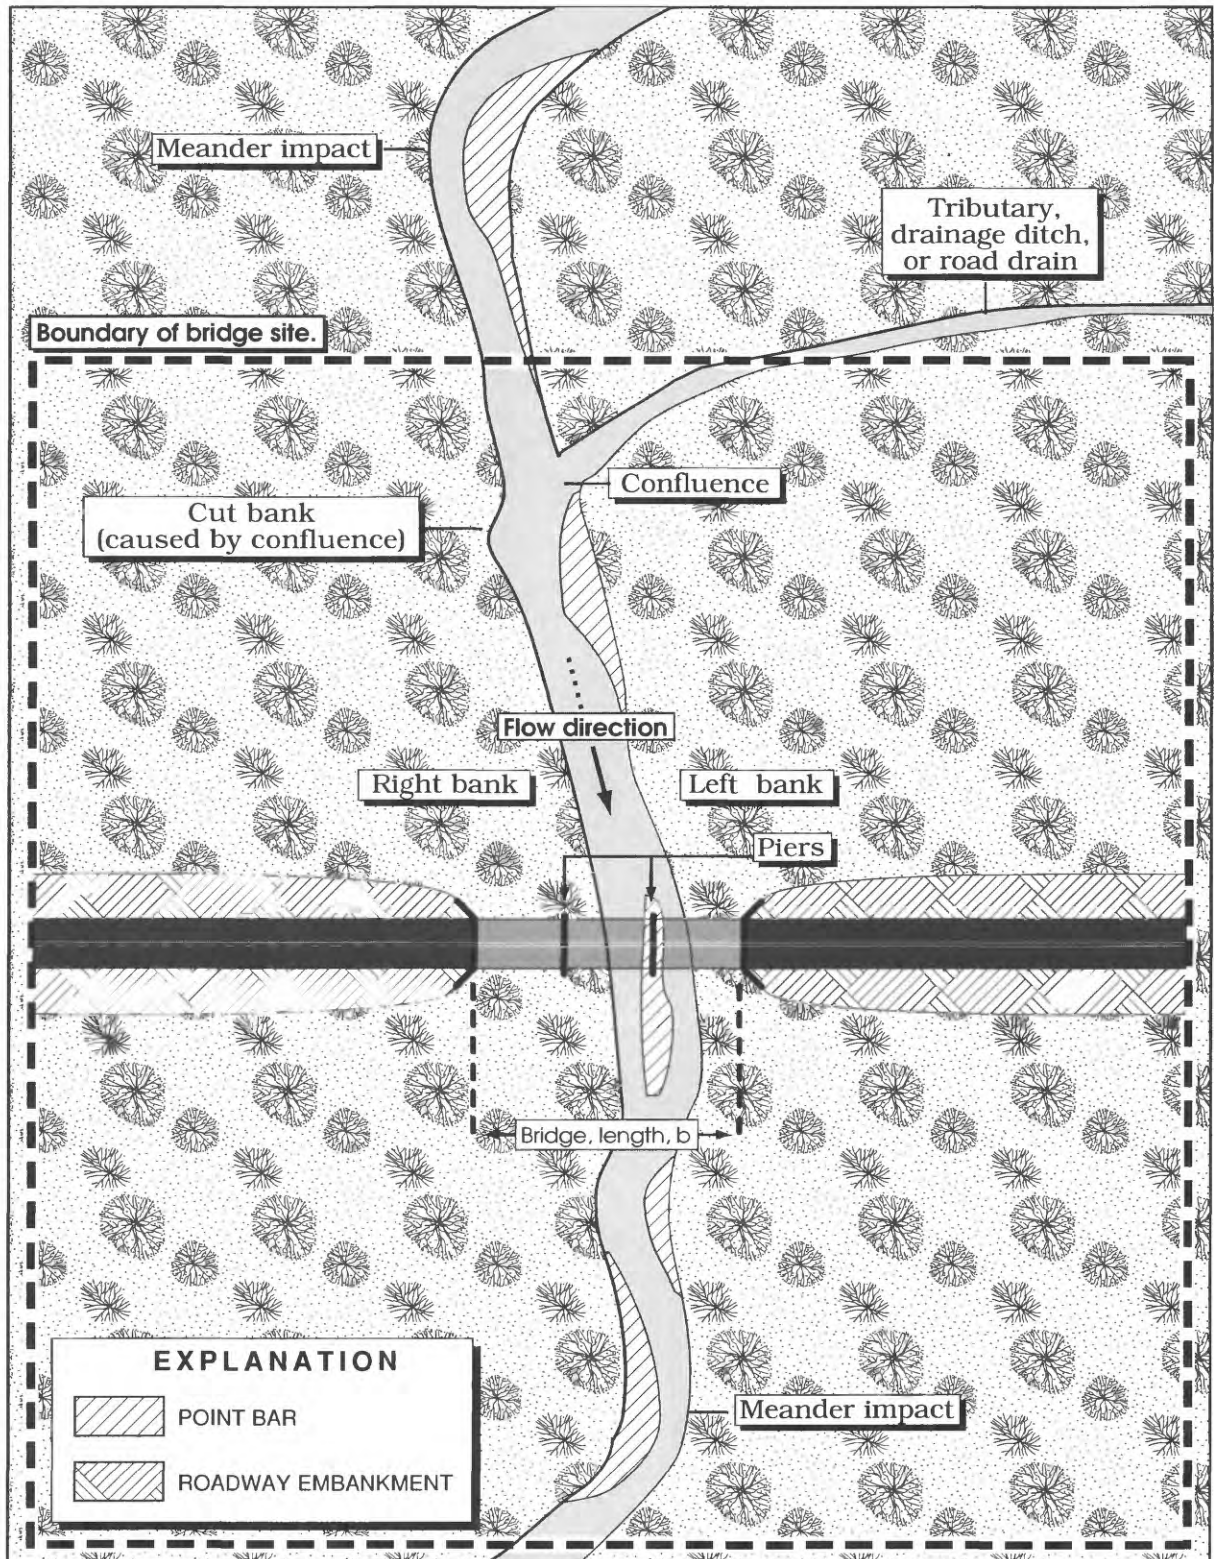 Meander impact
Tributary,
drainage ditch,
or road drain
Boundary of bridge site.
Confluence
Cut bank
(caused by confluence)
Flow direction
Right bank
Left bank
Piers
Bridge, length, b
EXPLANATION
POINT BAR
ROADWAY EMBANKMENT
Meander impact